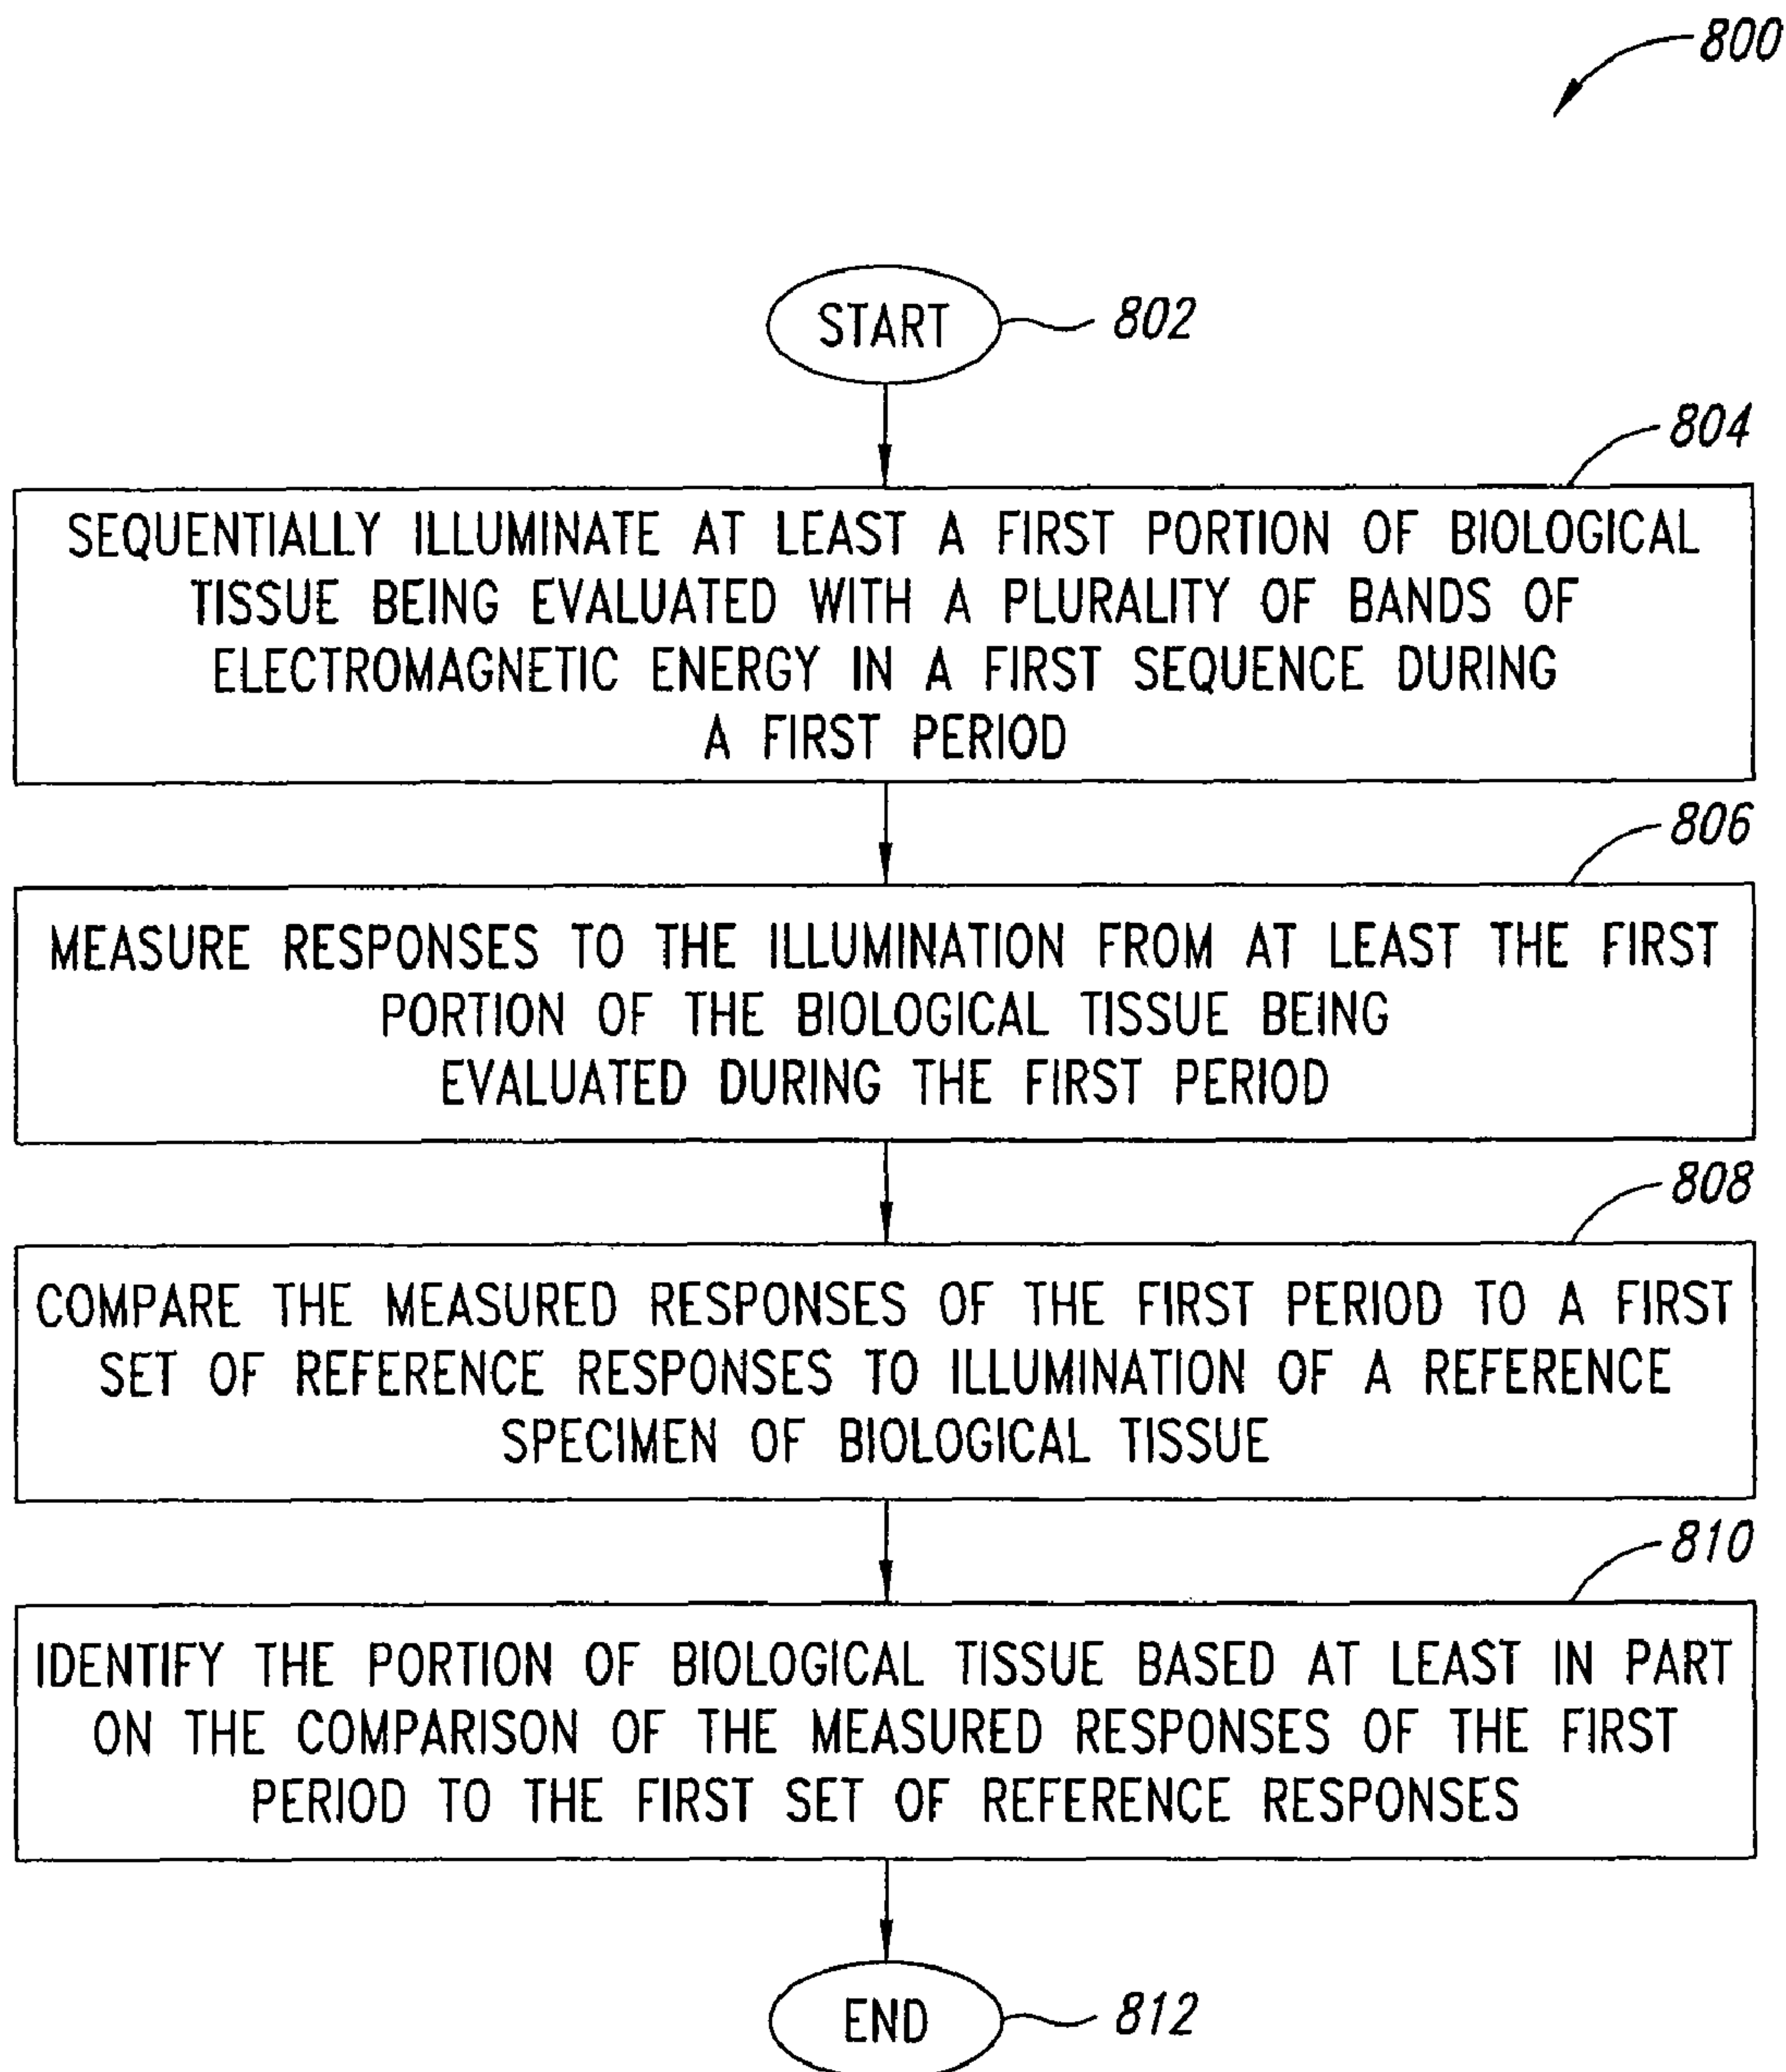 800
START
802
804
SEQUENTIALLY ILLUMINATE AT LEAST A FIRST PORTION OF BIOLOGICAL
TISSUE BEING EVALUATED WITH A PLURALITY OF BANDS OF
ELECTROMAGNETIC ENERGY IN A FIRST SEQUENCE DURING
A FIRST PERIOD
806
MEASURE RESPONSES TO THE ILLUMINATION FROM AT LEAST THE FIRST
PORTION OF THE BIOLOGICAL TISSUE BEING
EVALUATED DURING THE FIRST PERIOD
808
COMPARE THE MEASURED RESPONSES OF THE FIRST PERIOD TO A FIRST
SET OF REFERENCE RESPONSES TO ILLUMINATION OF A REFERENCE
SPECIMEN OF BIOLOGICAL TISSUE
810
IDENTIFY THE PORTION OF BIOLOGICAL TISSUE BASED AT LEAST IN PART
ON THE COMPARISON OF THE MEASURED RESPONSES OF THE FIRST
PERIOD TO THE FIRST SET OF REFERENCE RESPONSES
END
812